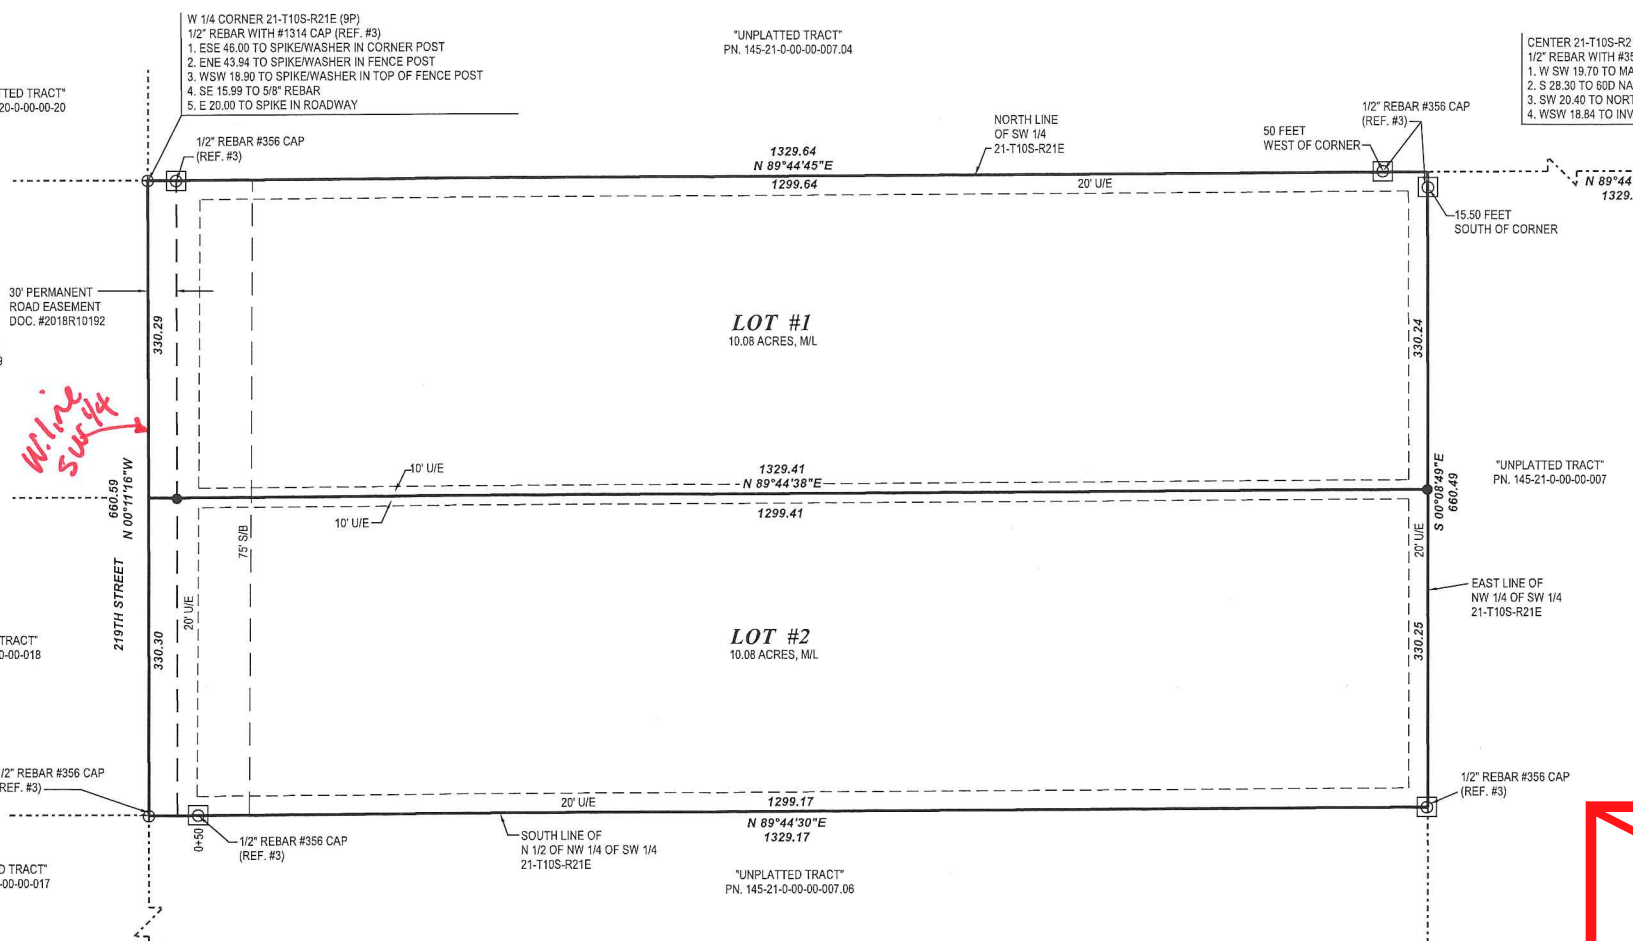 W 1/4 CORNER 21-T10S-R21E (9P)
1/2" REBAR WITH #1314 CAP (REF. #3)
1. ESE 46.00 TO SPIKE/WASHER IN CORNER POST
2. ENE 43.94 TO SPIKE/WASHER IN FENCE POST
3. WSW 18.90 TO SPIKE/WASHER IN TOP OF FENCE POST
4. SE 15.99 TO 5/8" REBAR
5. E 20.00 TO SPIKE IN ROADWAY
"UNPLATTED TRACT"
PN. 145-21-0-00-00-007.04
CENTER 21-T10S-R2
1/2" REBAR WITH #35
1. W SW 19.70 TO MA
2. S 28.30 TO 60D NA
3. SW 20.40 TO NORT
4. WSW 18.84 TO INV
TTED TRACT"
20-0-00-00-20
1/2" REBAR #356 CAP
(REF. #3)
1/2" REBAR #356 CAP
(REF. #3)
NORTH LINE
OF SW 1/4
21-T10S-R21E
50 FEET
WEST OF CORNER
1329.64
N 89°44'45"E
1299.64
20' U/E
N 89°44
1329.
15.50 FEET
SOUTH OF CORNER
30' PERMANENT
ROAD EASEMENT
DOC. #2018R10192
330.29
LOT #1
10.08 ACRES, M/L
330.24
9
W. line
SW 1/4
660.59
N 00°11'16"W
10' U/E
1329.41
N 89°44'38"E
1299.41
10' U/E
S 00°08'49"E
660.49
"UNPLATTED TRACT"
PN. 145-21-0-00-00-007
75' S/B
20' U/E
219TH STREET
20' U/E
EAST LINE OF
NW 1/4 OF SW 1/4
21-T10S-R21E
TRACT"
0-00-018
330.30
LOT #2
10.08 ACRES, M/L
330.25
/2" REBAR #356 CAP
REF. #3)
1/2" REBAR #356 CAP
(REF. #3)
20' U/E
1299.17
N 89°44'30"E
1329.17
0+50
1/2" REBAR #356 CAP
(REF. #3)
SOUTH LINE OF
N 1/2 OF NW 1/4 OF SW 1/4
21-T10S-R21E
D TRACT"
-00-00-017
"UNPLATTED TRACT"
PN. 145-21-0-00-00-007.06